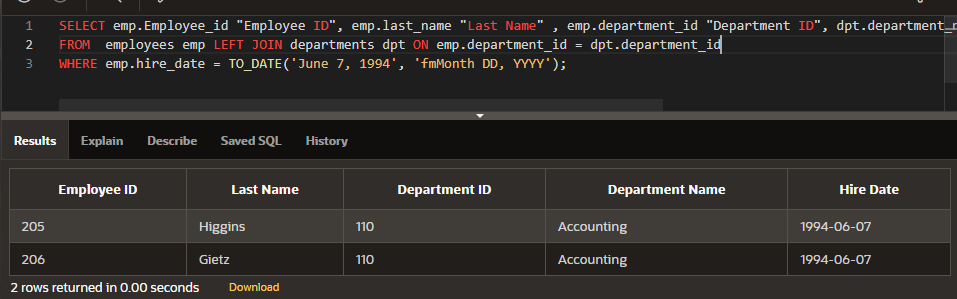 1 SELECT emp.Employee_id "Employee ID", emp.last_name "Last Name" , emp.department_id "Department ID", dpt.department_
2 FROM  employees emp LEFT JOIN departments dpt ON emp.department_id = dpt.department_id
3 WHERE emp.hire_date = TO_DATE('June 7, 1994', 'fmMonth DD, YYYY');
Results Explain Describe Saved SQL History
Employee ID Last Name Department ID Department Name Hire Date
205 Higgins 110 Accounting 1994-06-07
206 Gietz 110 Accounting 1994-06-07
2 rows returned in 0.00 seconds Download